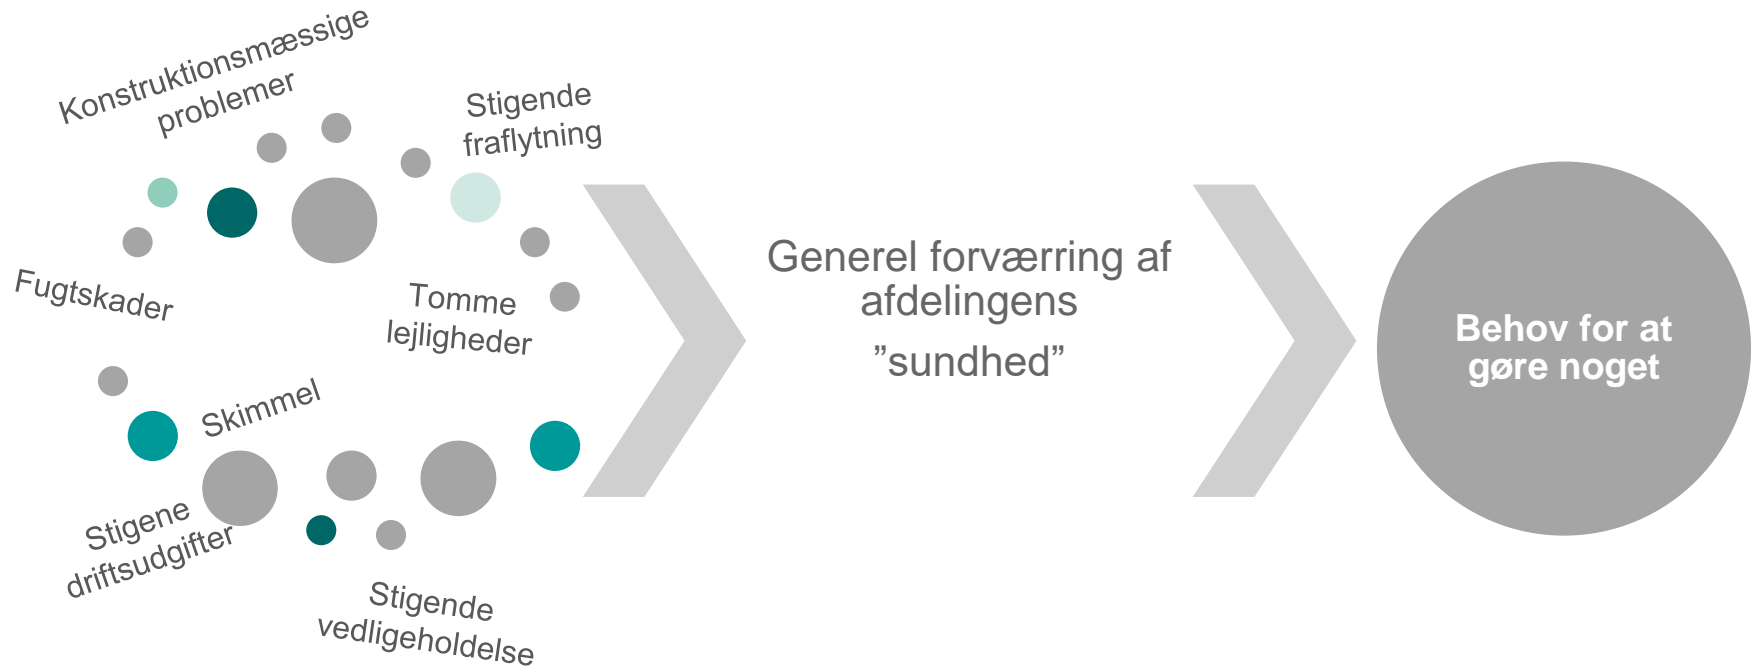 Konstruktionsmæssige
problemer
Stigende
fraflytning
Fugtskader
Tomme
lejligheder
Skimmel
Stigene
driftsudgifter
Stigende
vedligeholdelse
Generel forværring af
afdelingens
”sundhed”
Behov for at
gøre noget